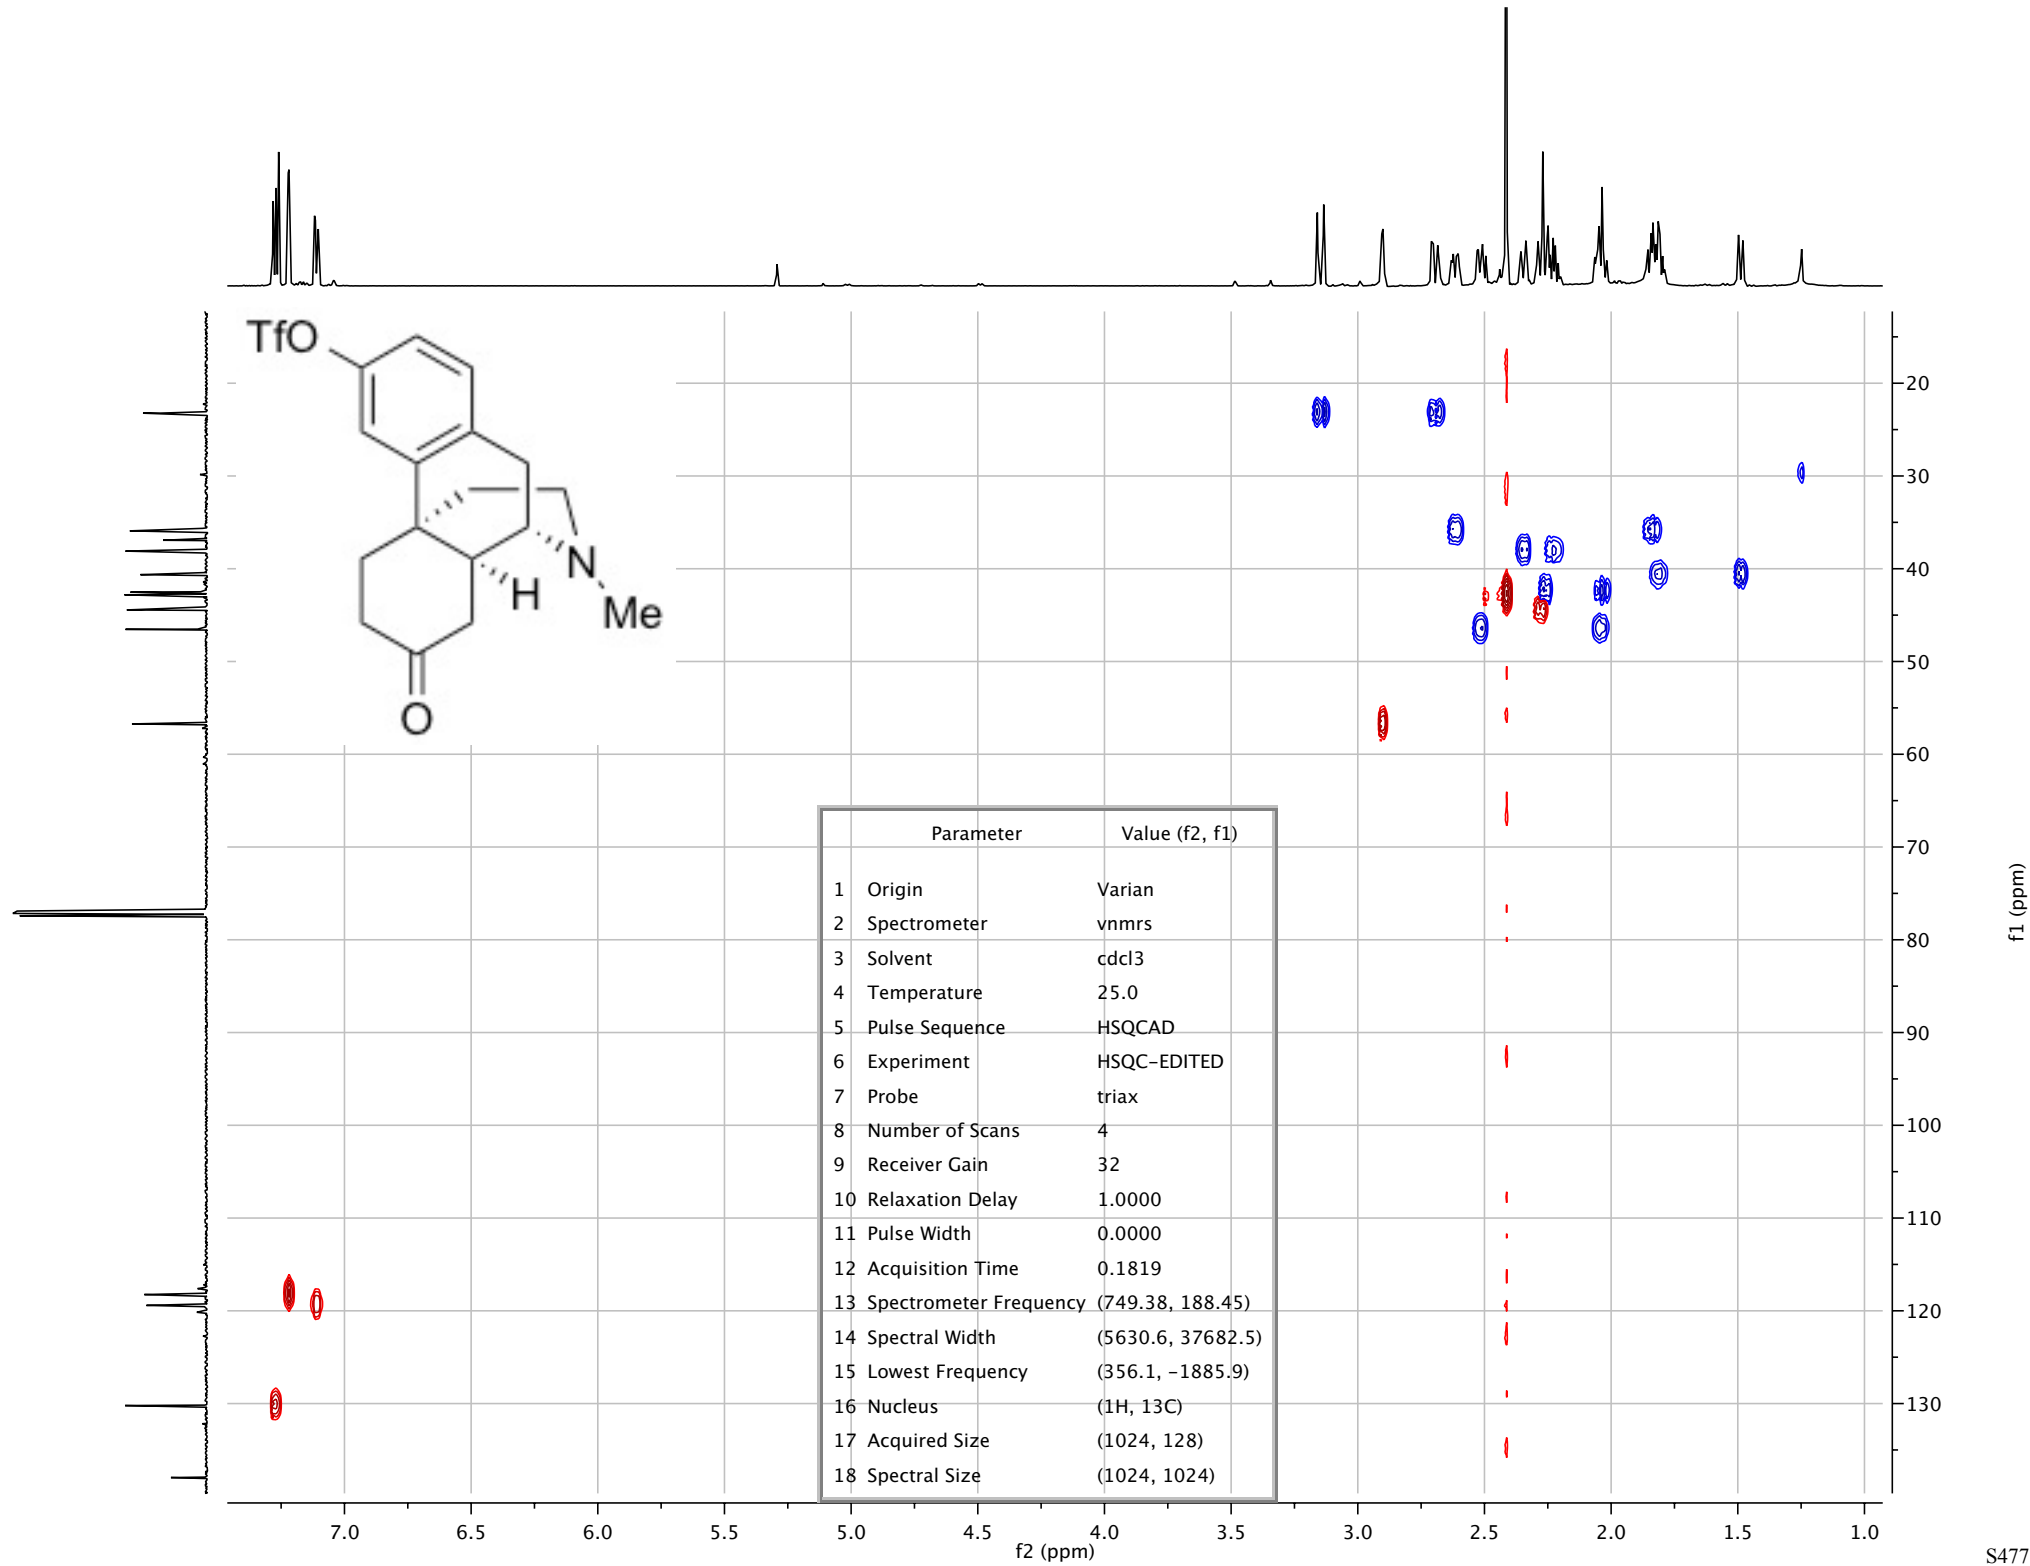 TfO
H
N
Me
O
Parameter Value (f2, f1)
1 Origin Varian
2 Spectrometer vnmrs
3 Solvent cdcl3
4 Temperature 25.0
5 Pulse Sequence HSQCAD
6 Experiment HSQC-EDITED
7 Probe triax
8 Number of Scans 4
9 Receiver Gain 32
10 Relaxation Delay 1.0000
11 Pulse Width 0.0000
12 Acquisition Time 0.1819
13 Spectrometer Frequency (749.38, 188.45)
14 Spectral Width (5630.6, 37682.5)
15 Lowest Frequency (356.1, -1885.9)
16 Nucleus (1H, 13C)
17 Acquired Size (1024, 128)
18 Spectral Size (1024, 1024)
20
30
40
50
60
70
80
90
100
110
120
130
f1 (ppm)
7.0 6.5 6.0 5.5 5.0 4.5 4.0 3.5 3.0 2.5 2.0 1.5 1.0
f2 (ppm)
S477